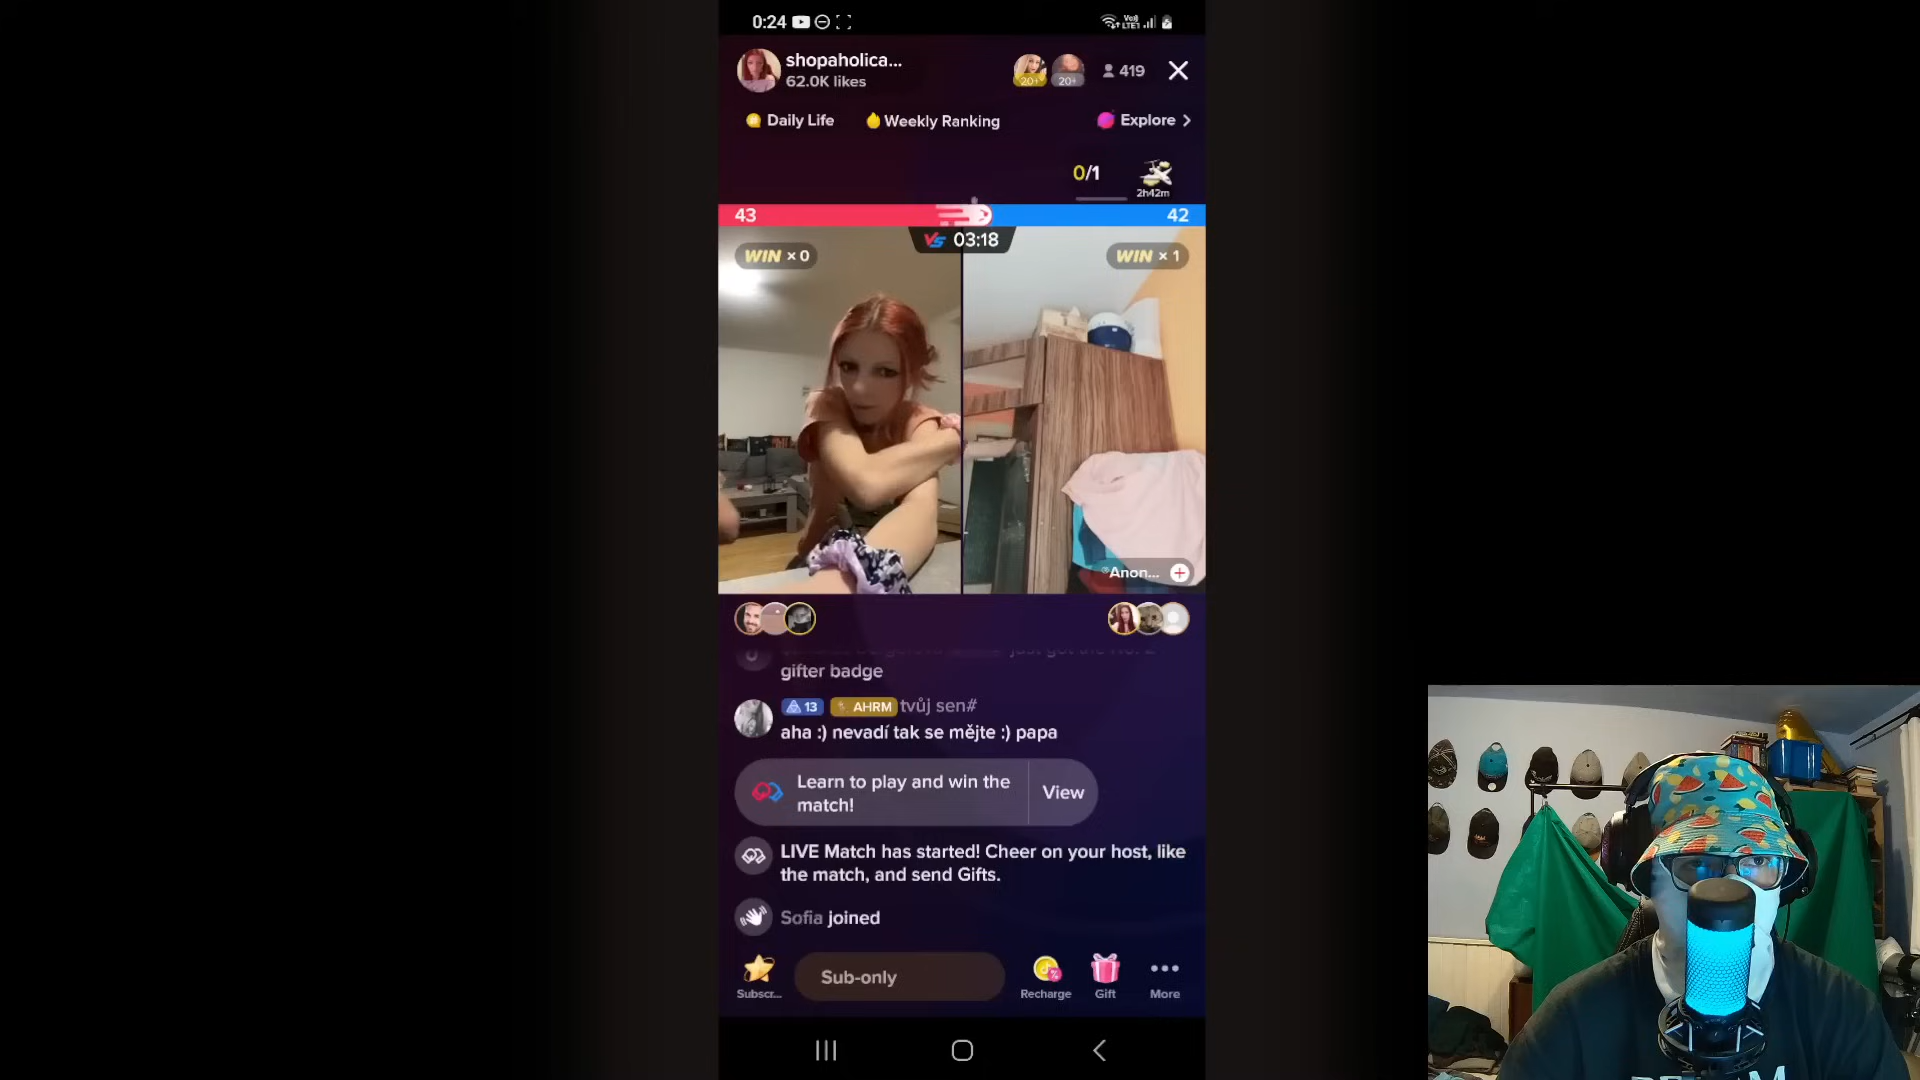 0:24
shopaholica...
62.0K likes
20+
20+
419
Daily Life
Weekly Ranking
Explore
0/1
2h42m
43
42
VS 03:18
WIN × 0
WIN × 1
Anon...
gifter badge
13 AHRM tvůj sen#
aha :) nevadí tak se mějte :) papa
Learn to play and win the
match!
View
LIVE Match has started! Cheer on your host, like
the match, and send Gifts.
Sofia joined
Sub-only
Subscr...
Recharge
Gift
More